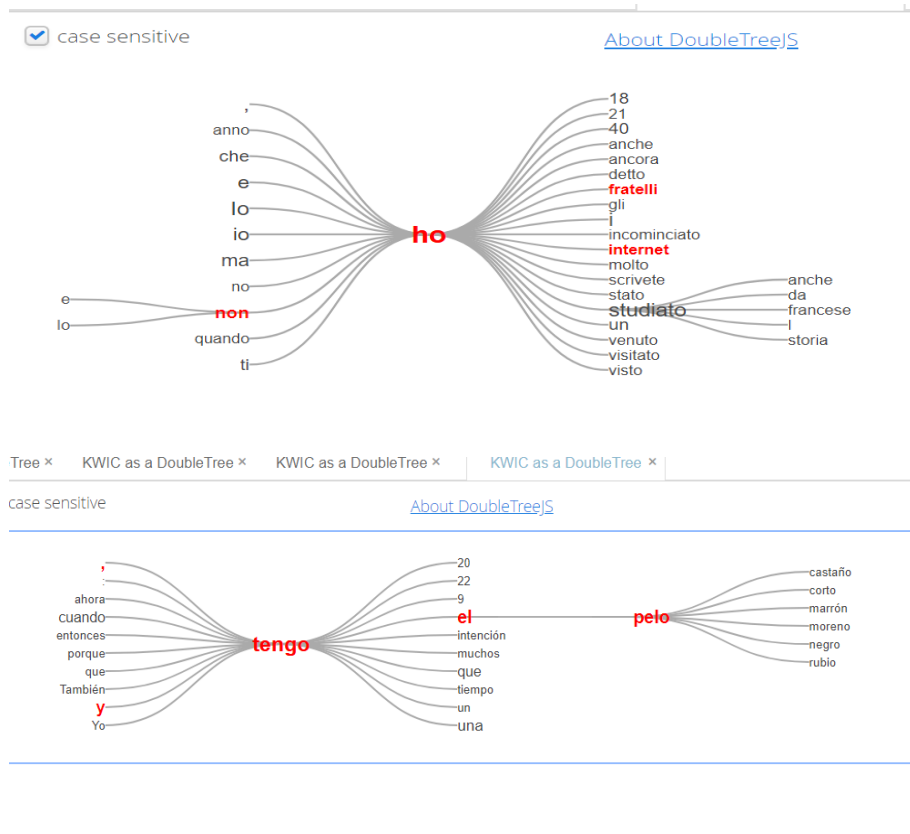 case sensitive
About DoubleTreeJS
,
anno
che
e
Io
io
ma
no
e
Io
non
quando
ti
ho
18
21
40
anche
ancora
detto
fratelli
gli
I
incominciato
internet
molto
scrivete
stato
studiato
un
venuto
visitato
visto
anche
da
francese
l
storia
Tree ×
KWIC as a DoubleTree ×
KWIC as a DoubleTree ×
KWIC as a DoubleTree ×
case sensitive
About DoubleTreeJS
,
:
ahora
cuando
entonces
porque
que
También
y
Yo
tengo
20
22
9
el
intención
muchos
que
tiempo
un
una
pelo
castaño
corto
marrón
moreno
negro
rubio